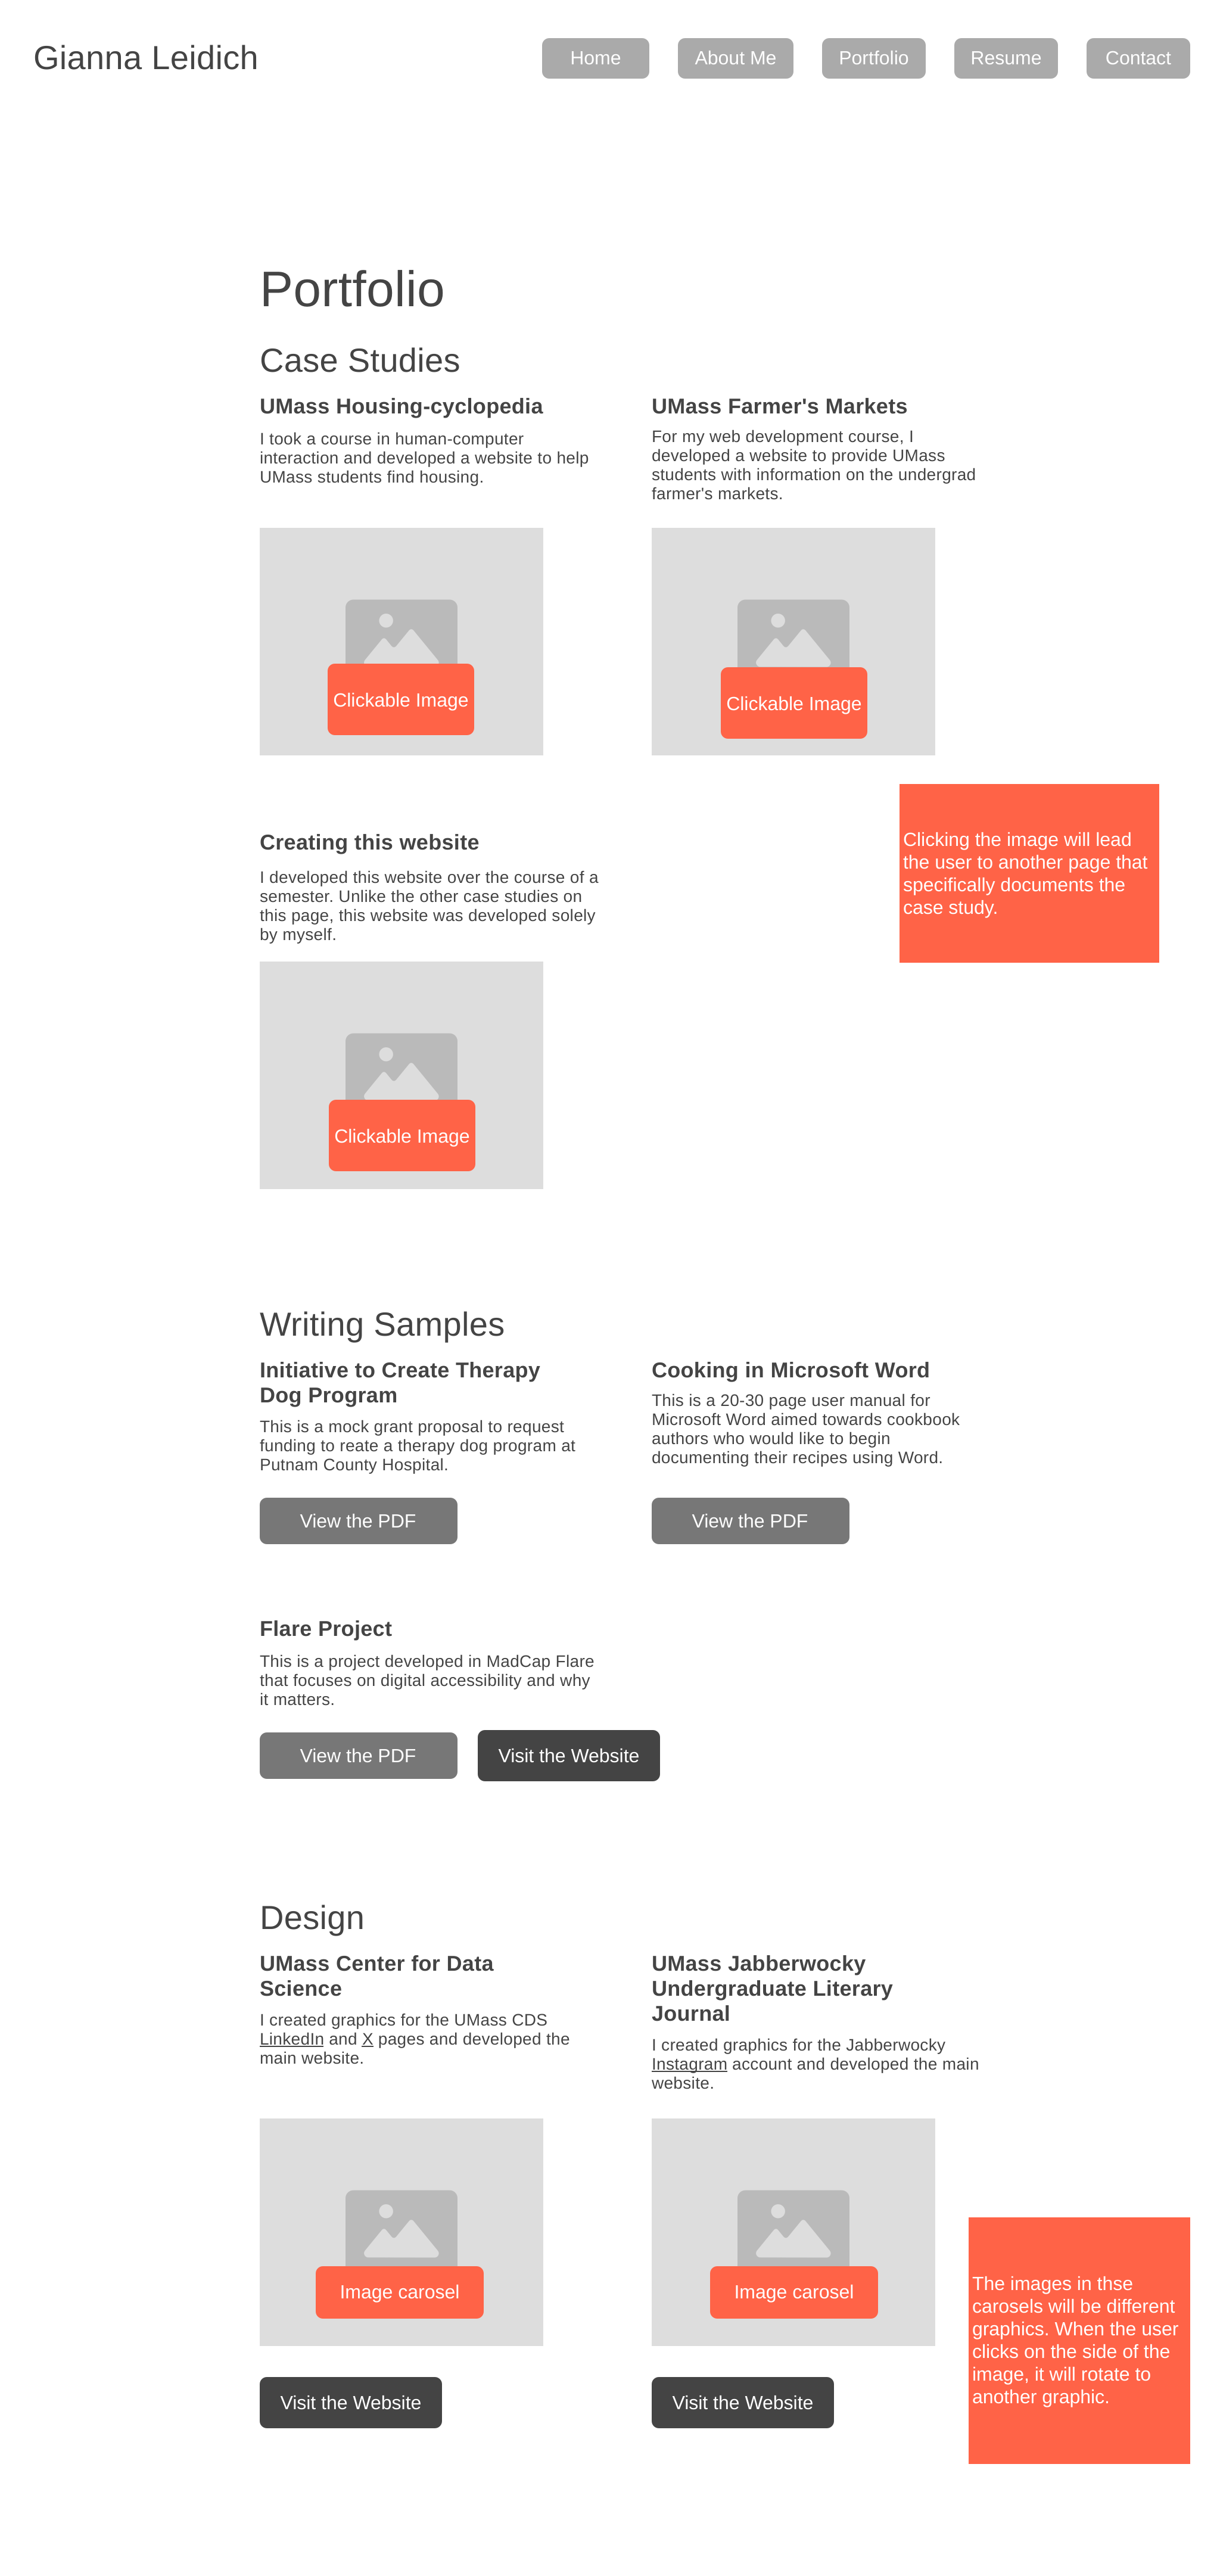 Gianna Leidich
Home
About Me
Portfolio
Resume
Contact
Portfolio
Case Studies
UMass Housing-cyclopedia
I took a course in human-computer
interaction and developed a website to help
UMass students find housing.
UMass Farmer's Markets
For my web development course, I
developed a website to provide UMass
students with information on the undergrad
farmer's markets.
Clickable Image
Clickable Image
Clicking the image will lead
the user to another page that
specifically documents the
case study.
Creating this website
I developed this website over the course of a
semester. Unlike the other case studies on
this page, this website was developed solely
by myself.
Clickable Image
Writing Samples
Initiative to Create Therapy
Dog Program
This is a mock grant proposal to request
funding to reate a therapy dog program at
Putnam County Hospital.
View the PDF
Cooking in Microsoft Word
This is a 20-30 page user manual for
Microsoft Word aimed towards cookbook
authors who would like to begin
documenting their recipes using Word.
View the PDF
Flare Project
This is a project developed in MadCap Flare
that focuses on digital accessibility and why
it matters.
View the PDF
Visit the Website
Design
UMass Center for Data
Science
I created graphics for the UMass CDS
LinkedIn and X pages and developed the
main website.
Image carosel
Visit the Website
UMass Jabberwocky
Undergraduate Literary
Journal
I created graphics for the Jabberwocky
Instagram account and developed the main
website.
Image carosel
Visit the Website
The images in thse
carosels will be different
graphics. When the user
clicks on the side of the
image, it will rotate to
another graphic.